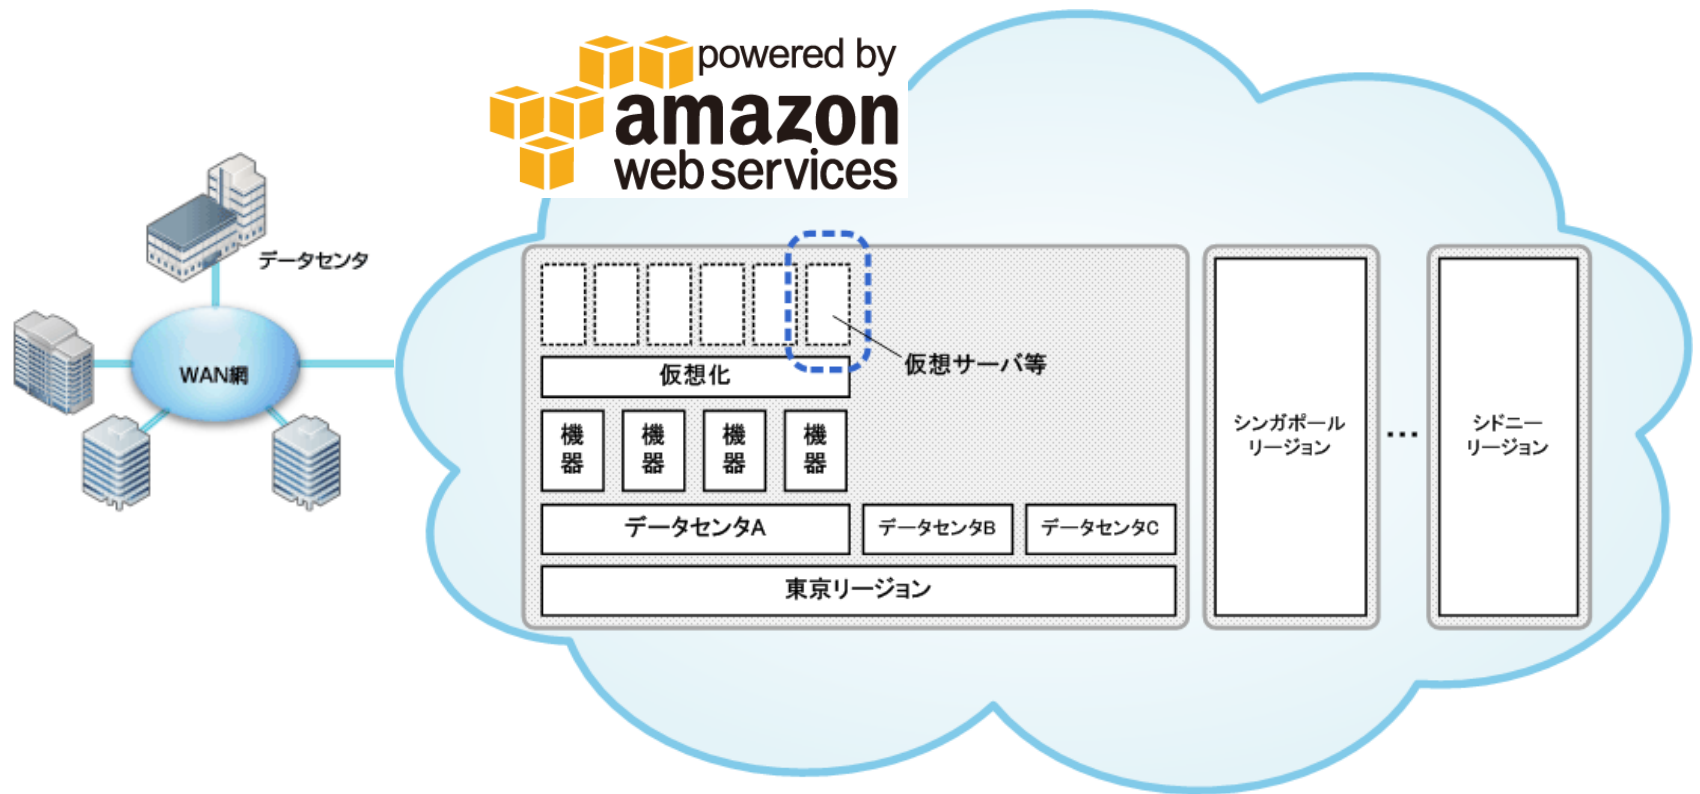 powered by
amazon
web services
データセンタ
WAN網
仮想サーバ等
仮想化
機器
機器
機器
機器
データセンタA
データセンタB
データセンタC
東京リージョン
シンガポール
リージョン
...
シドニー
リージョン